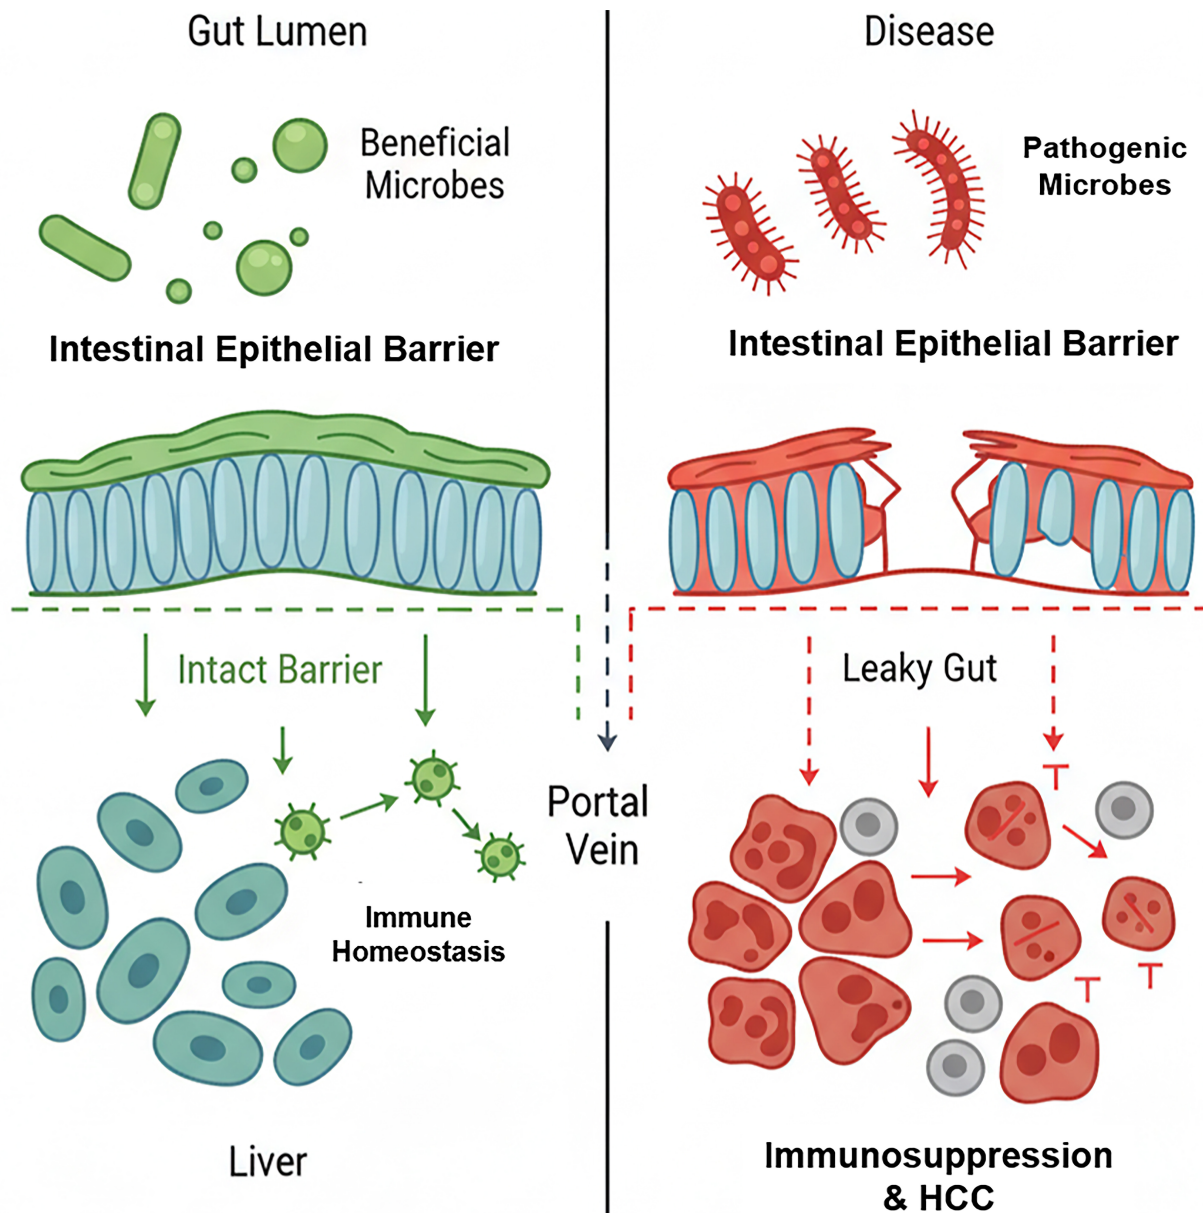 Gut Lumen
Beneficial
Microbes
Intestinal Epithelial Barrier
Intact Barrier
Immune
Homeostasis
Liver
Portal
Vein
Disease
Pathogenic
Microbes
Intestinal Epithelial Barrier
Leaky Gut
T
T
T
Immunosuppression
& HCC